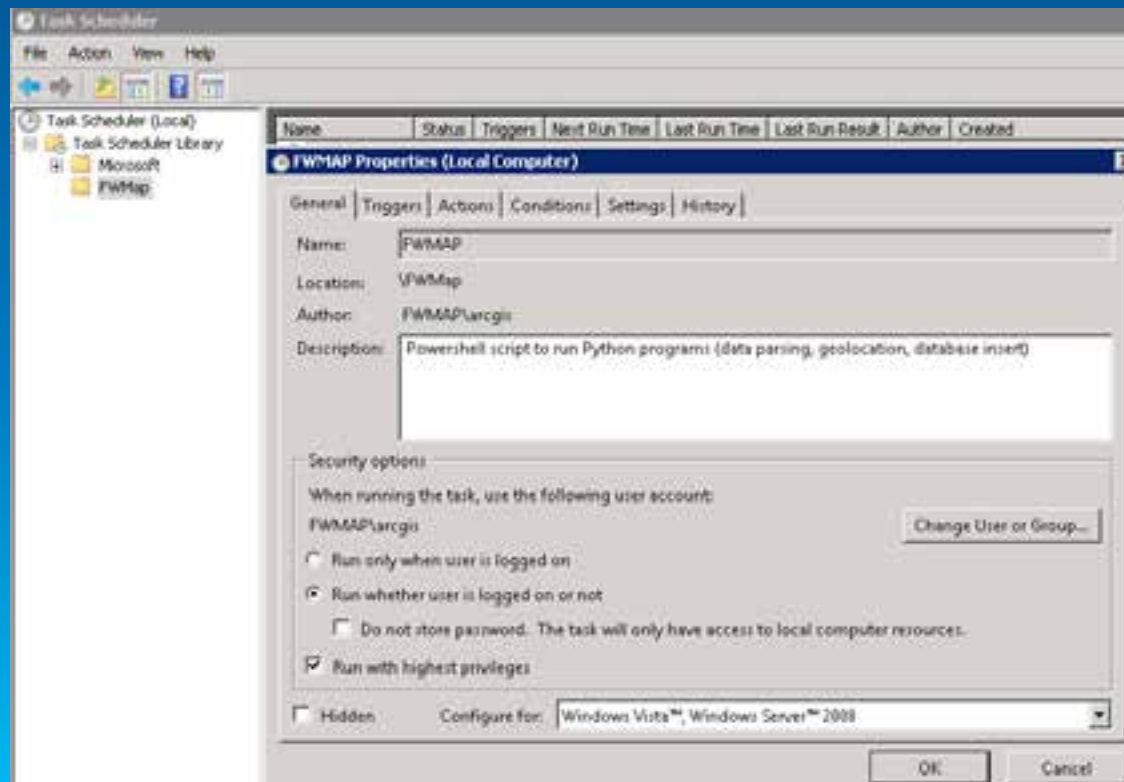 Task Scheduler
File Action View Help
Task Scheduler (Local)
Task Scheduler Library
Microsoft
FWMap
Name Status Triggers Next Run Time Last Run Time Last Run Result Author Created
FWMAP Properties (Local Computer)
General Triggers Actions Conditions Settings History
Name: FWMAP
Location: \FWMap
Author: FWMAP\arcgis
Description: Powershell script to run Python programs (data parsing, geolocation, database insert)
Security options
When running the task, use the following user account:
FWMAP\arcgis
Change User or Group...
Run only when user is logged on
Run whether user is logged on or not
Do not store password. The task will only have access to local computer resources.
Run with highest privileges
Hidden Configure for: Windows Vista™, Windows Server™ 2008
OK Cancel